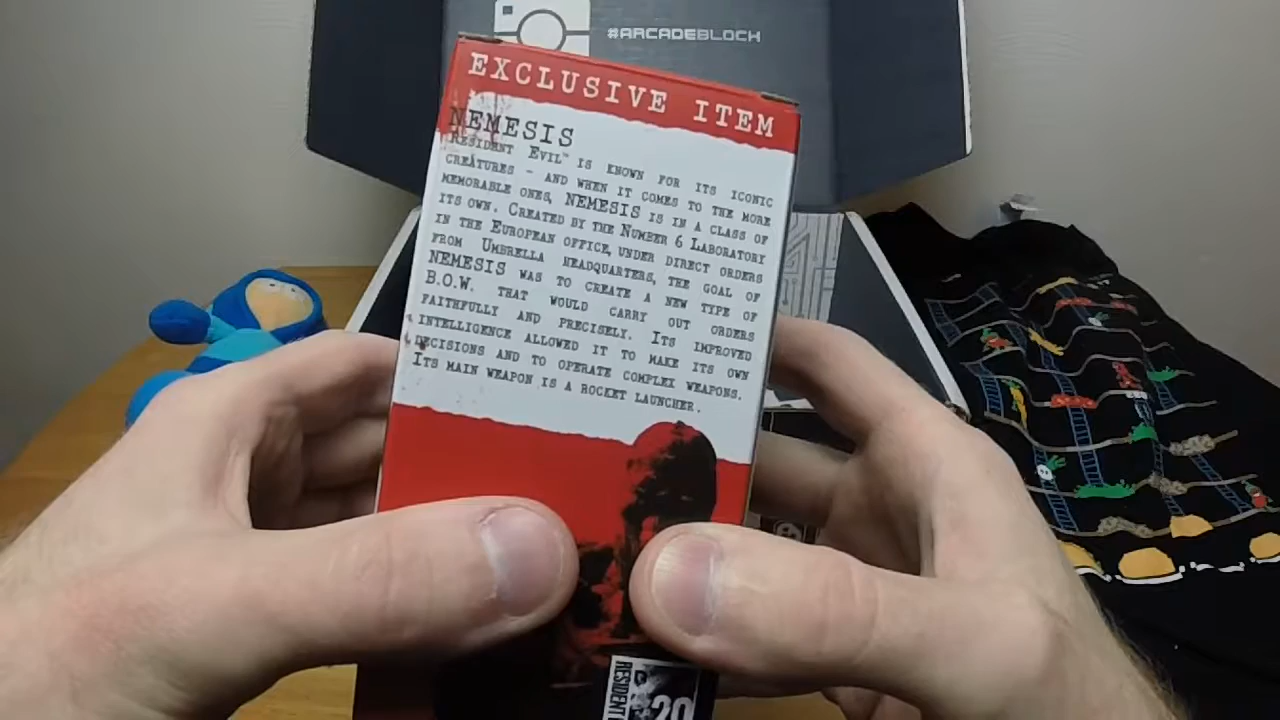 #ARCADEBLOCK
EXCLUSIVE ITEM
NEMESIS
RESIDENT EVIL™ IS KNOWN FOR ITS ICONIC
CREATURES - AND WHEN IT COMES TO THE MORE
MEMORABLE ONES, NEMESIS IS IN A CLASS OF
ITS OWN. CREATED BY THE NUMBER 6 LABORATORY
IN THE EUROPEAN OFFICE, UNDER DIRECT ORDERS
FROM UMBRELLA HEADQUARTERS, THE GOAL OF
NEMESIS WAS TO CREATE A NEW TYPE OF
B.O.W. THAT WOULD CARRY OUT ORDERS
FAITHFULLY AND PRECISELY. ITS IMPROVED
INTELLIGENCE ALLOWED IT TO MAKE ITS OWN
DECISIONS AND TO OPERATE COMPLEX WEAPONS.
ITS MAIN WEAPON IS A ROCKET LAUNCHER.
20